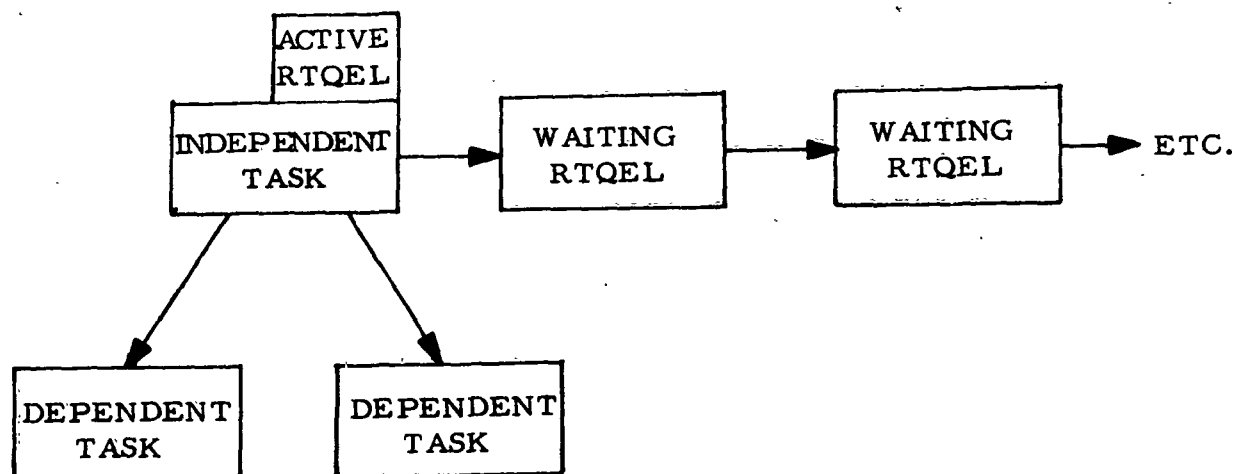 ACTIVE
RTQEL
INDEPENDENT
TASK
WAITING
RTQEL
WAITING
RTQEL
ETC.
DEPENDENT
TASK
DEPENDENT
TASK